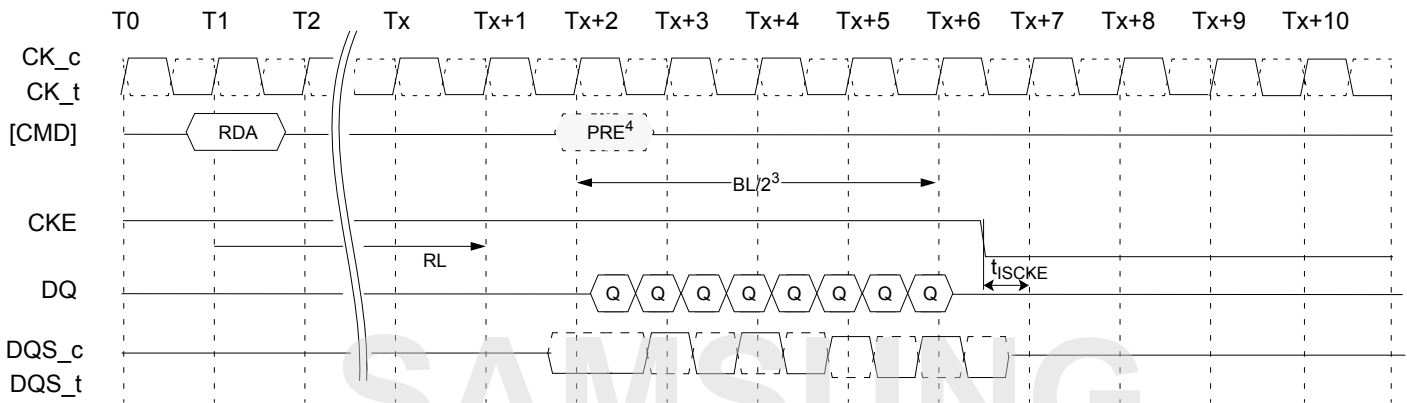 T0 T1 T2 Tx Tx+1 Tx+2 Tx+3 Tx+4 Tx+5 Tx+6 Tx+7 Tx+8 Tx+9 Tx+10
CK_c
CK_t
[CMD] RDA PRE4
BL/23
CKE
RL
tISCKE
DQ Q Q Q Q Q Q Q Q
DQS_c
DQS_t
SAMSUNG